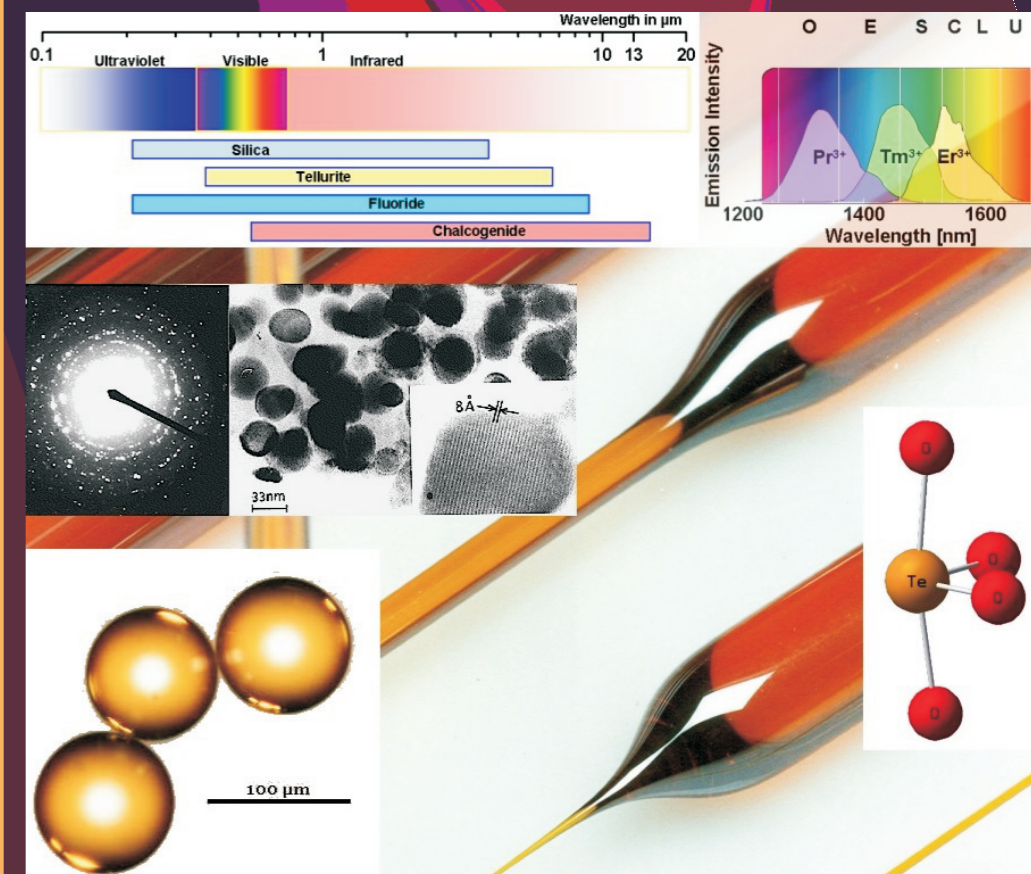 Wavelength in µm
0.1 1 10 13 20
Ultraviolet Visible Infrared
Silica
Tellurite
Fluoride
Chalcogenide
O E S C L U
Emission Intensity
Pr³⁺ Tm³⁺ Er³⁺
1200 1400 1600
Wavelength [nm]
8Å
33nm
O
Te
O
O
O
100 µm